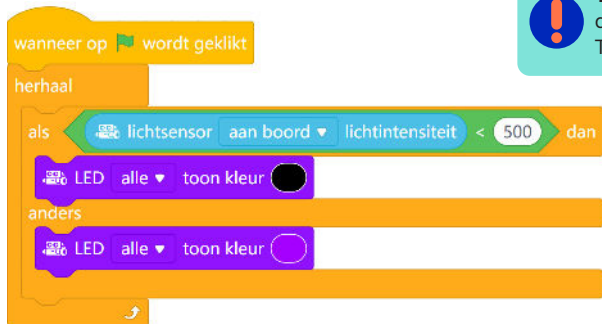 wanneer op wordt geklikt
herhaal
als lichtsensor aan boord lichtintensiteit < 500 dan
LED alle toon kleur
anders
LED alle toon kleur